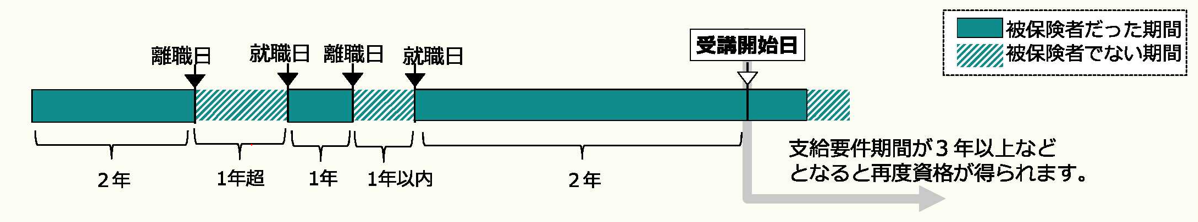 被保険者だった期間
被保険者でない期間
受講開始日
離職日
就職日
離職日
就職日
2年
1年超
1年
1年以内
2年
支給要件期間が3年以上など
となると再度資格が得られます。